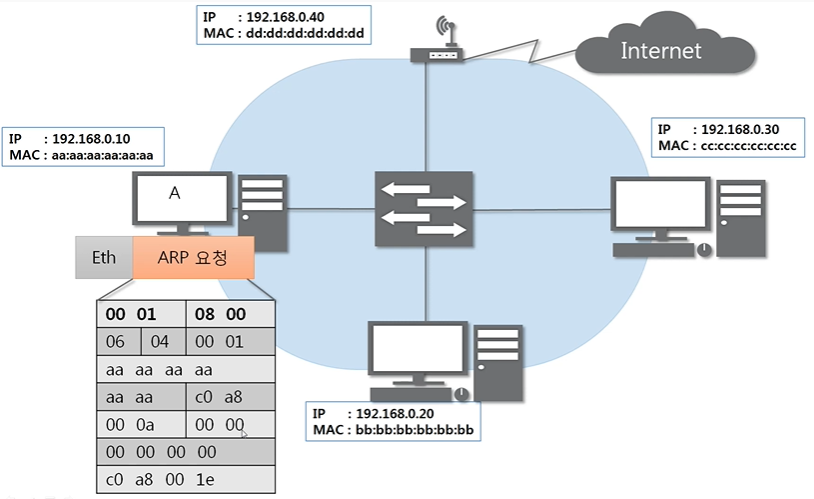 IP : 192.168.0.40
MAC : dd:dd:dd:dd:dd:dd
Internet
IP : 192.168.0.10
MAC : aa:aa:aa:aa:aa:aa
IP : 192.168.0.30
MAC : cc:cc:cc:cc:cc:cc
A
Eth ARP 요청
00 01 08 00
06 04 00 01
aa aa aa aa
aa aa c0 a8
00 0a 00 00
00 00 00 00
c0 a8 00 1e
IP : 192.168.0.20
MAC : bb:bb:bb:bb:bb:bb